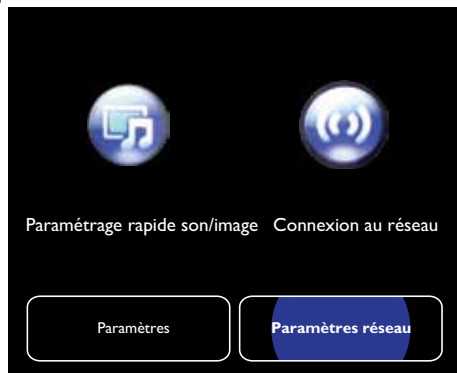 Paramétrage rapide son/image
Connexion au réseau
Paramètres
Paramètres réseau